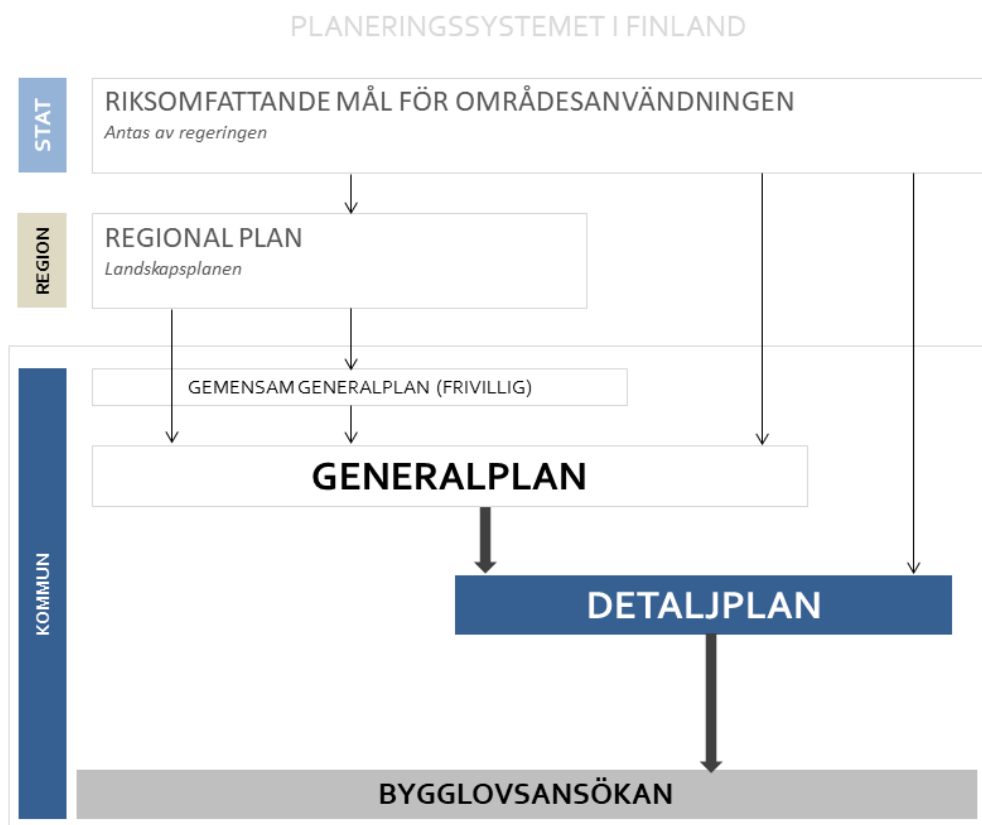 PLANERINGSSYSTEMET I FINLAND
STAT
RIKSOMFATTANDE MÅL FÖR OMRÅDESANVÄNDNINGEN
Antas av regeringen
REGION
REGIONAL PLAN
Landskapsplanen
KOMMUN
GEMENSAM GENERALPLAN (FRIVILLIG)
GENERALPLAN
DETALJPLAN
BYGGLOVSANSÖKAN